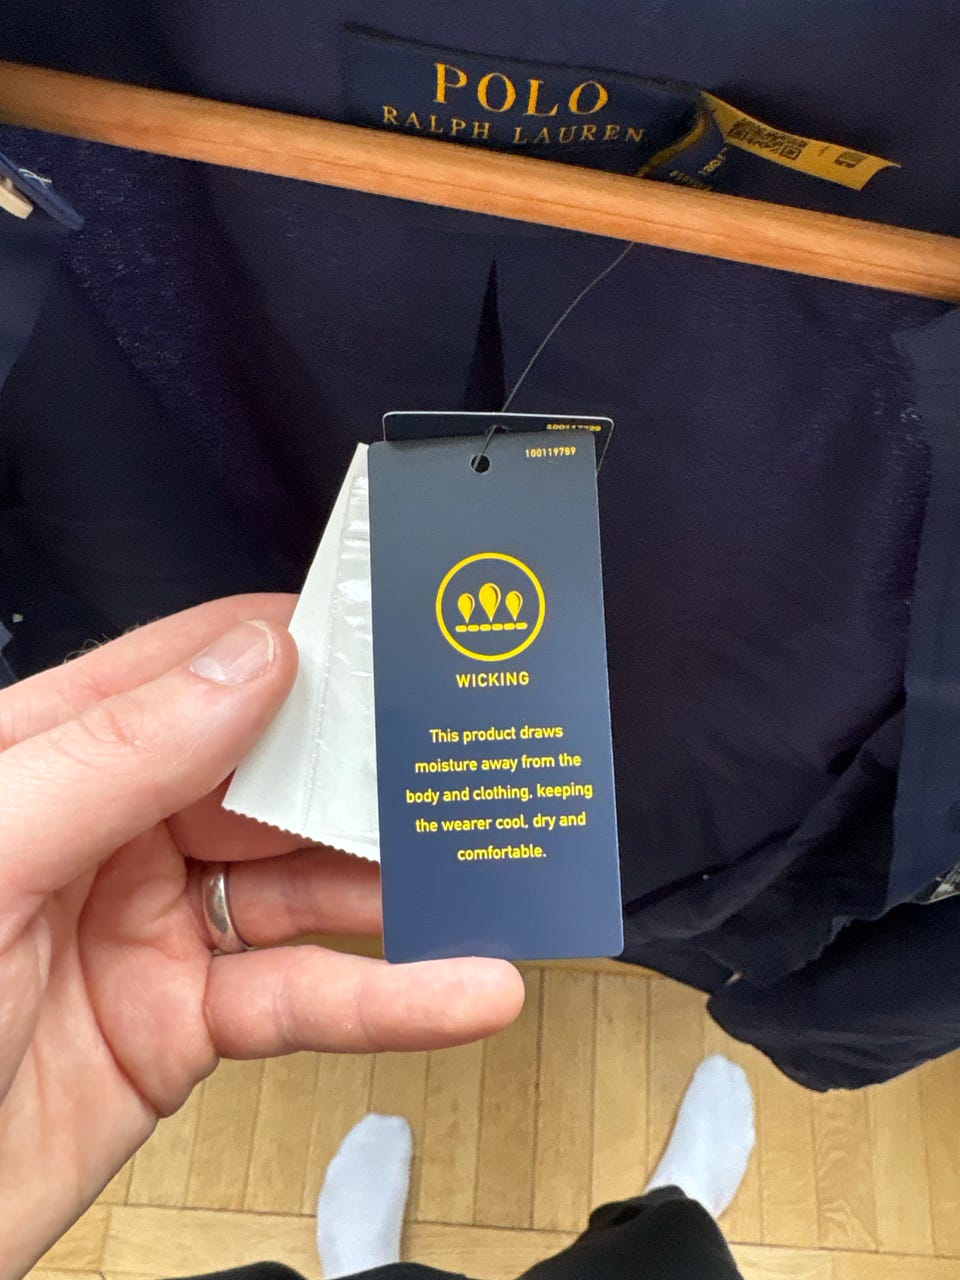 POLO
RALPH LAUREN
100119789
WICKING
This product draws
moisture away from the
body and clothing, keeping
the wearer cool, dry and
comfortable.